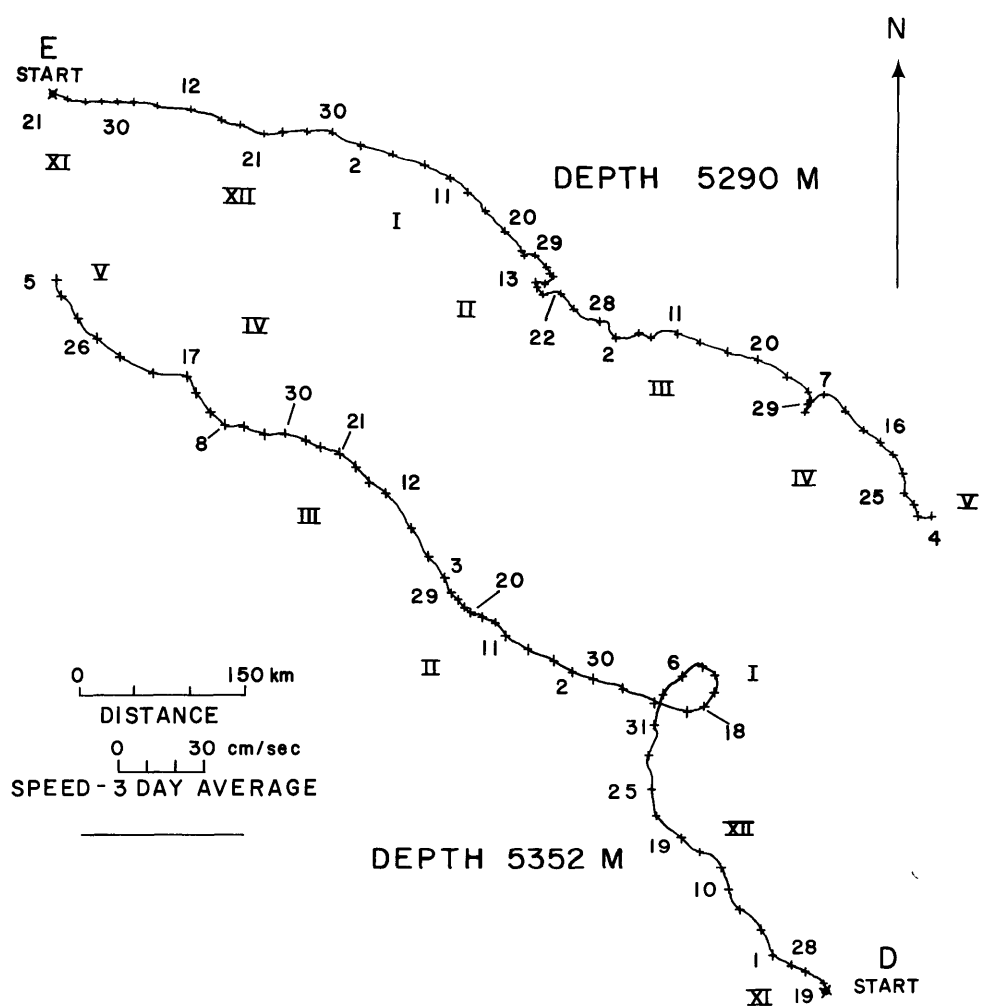 N
E
START
12
30
21
30
XI
21
2
XII
I
11
DEPTH 5290 M
20
29
13
II
22
28
2
11
20
III
29
7
16
IV
25
V
4
5
V
26
IV
17
8
30
21
12
III
3
29
20
11
II
2
30
6
I
18
31
25
19
XII
10
1
28
XI
19
D
START
0 150 km
DISTANCE
0 30 cm/sec
SPEED - 3 DAY AVERAGE
DEPTH 5352 M